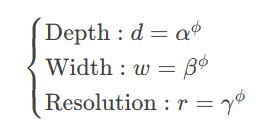 Depth : d = α^ϕ
Width : w = β^ϕ
Resolution : r = γ^ϕ